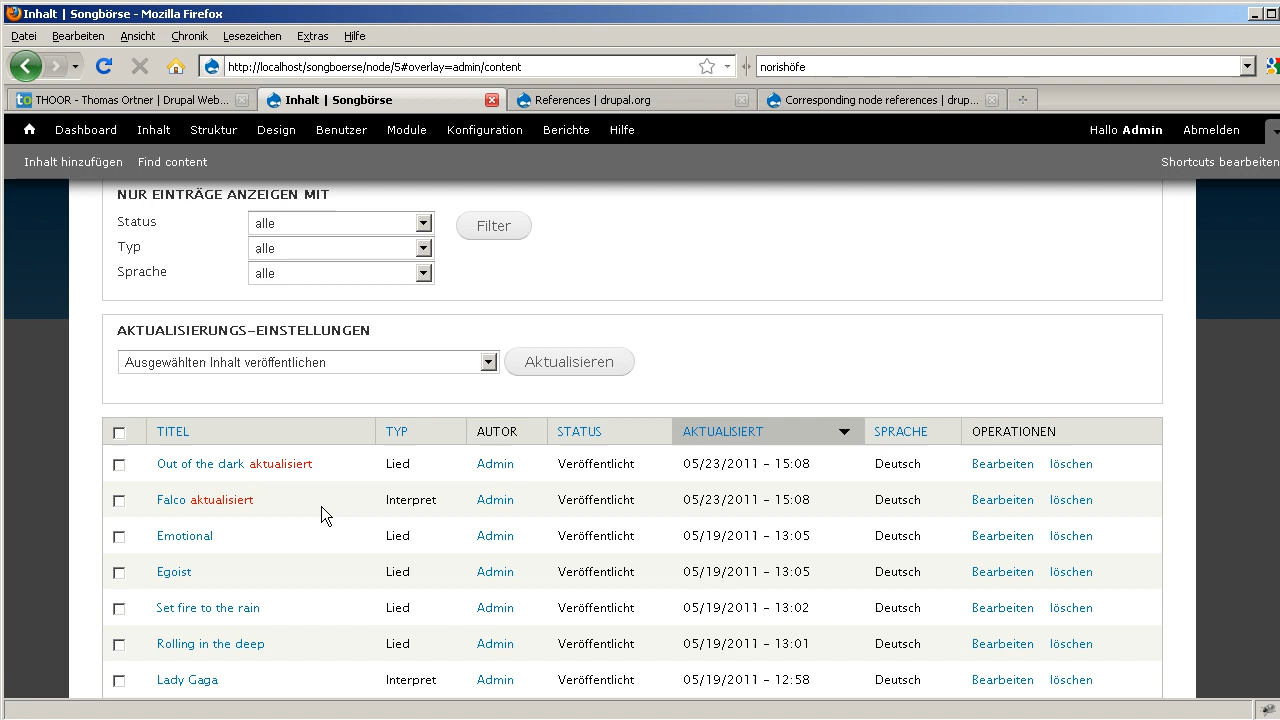 Inhalt | Songbörse - Mozilla Firefox
Datei Bearbeiten Ansicht Chronik Lesezeichen Extras Hilfe
http://localhost/songboerse/node/5#overlay=admin/content norishöfs
THOOR - Thomas Ortner | Drupal Web... Inhalt | Songbörse References | drupal.org Corresponding node references | drup...
Dashboard Inhalt Struktur Design Benutzer Module Konfiguration Berichte Hilfe Hallo Admin Abmelden
Inhalt hinzufügen Find content Shortcuts bearbeiten
NUR EINTRÄGE ANZEIGEN MIT
Status alle Filter
Typ alle
Sprache alle
AKTUALISIERUNGS-EINSTELLUNGEN
Ausgewählten Inhalt veröffentlichen Aktualisieren
TITEL TYP AUTOR STATUS AKTUALISIERT SPRACHE OPERATIONEN
Out of the dark aktualisiert Lied Admin Veröffentlicht 05/23/2011 - 15:08 Deutsch Bearbeiten löschen
Falco aktualisiert Interpret Admin Veröffentlicht 05/23/2011 - 15:08 Deutsch Bearbeiten löschen
Emotional Lied Admin Veröffentlicht 05/19/2011 - 13:05 Deutsch Bearbeiten löschen
Egoist Lied Admin Veröffentlicht 05/19/2011 - 13:05 Deutsch Bearbeiten löschen
Set fire to the rain Lied Admin Veröffentlicht 05/19/2011 - 13:02 Deutsch Bearbeiten löschen
Rolling in the deep Lied Admin Veröffentlicht 05/19/2011 - 13:01 Deutsch Bearbeiten löschen
Lady Gaga Interpret Admin Veröffentlicht 05/19/2011 - 12:58 Deutsch Bearbeiten löschen